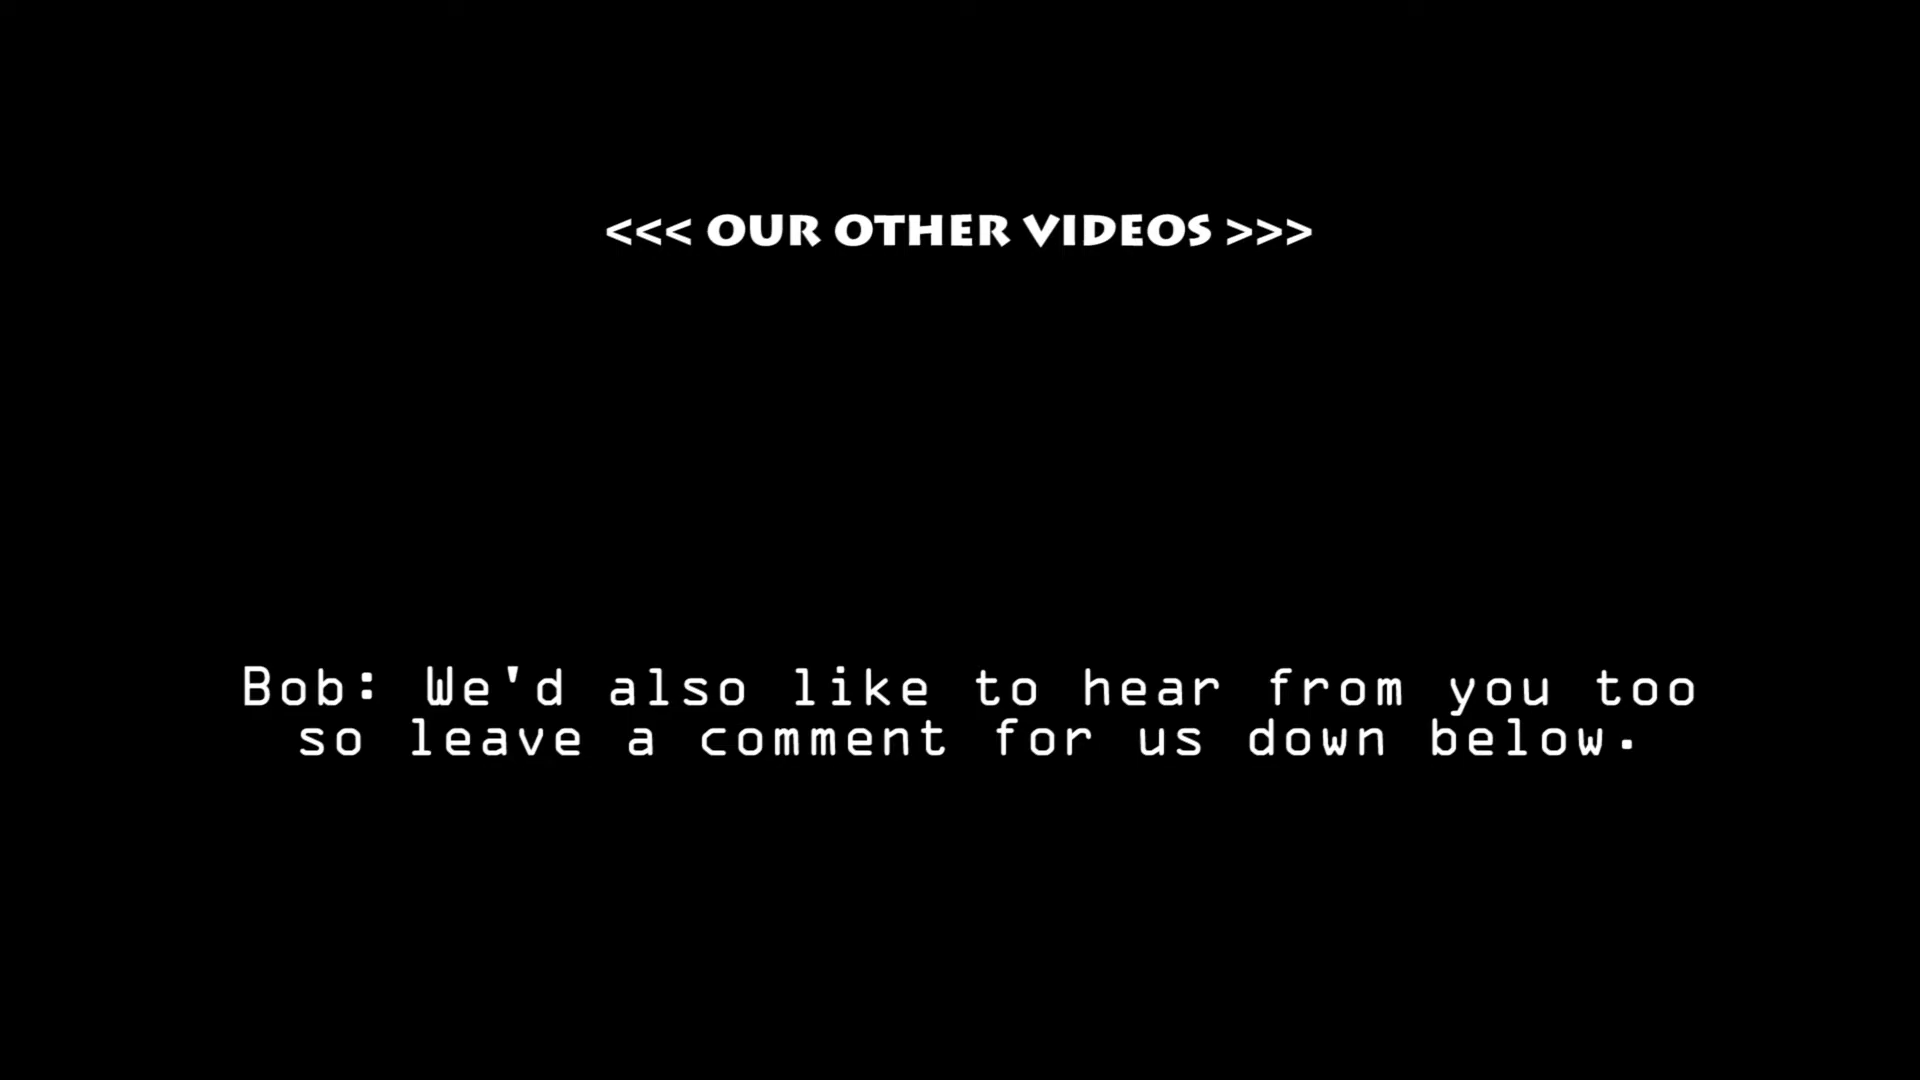 <<< OUR OTHER VIDEOS >>>
Bob: We'd also like to hear from you too
so leave a comment for us down below.